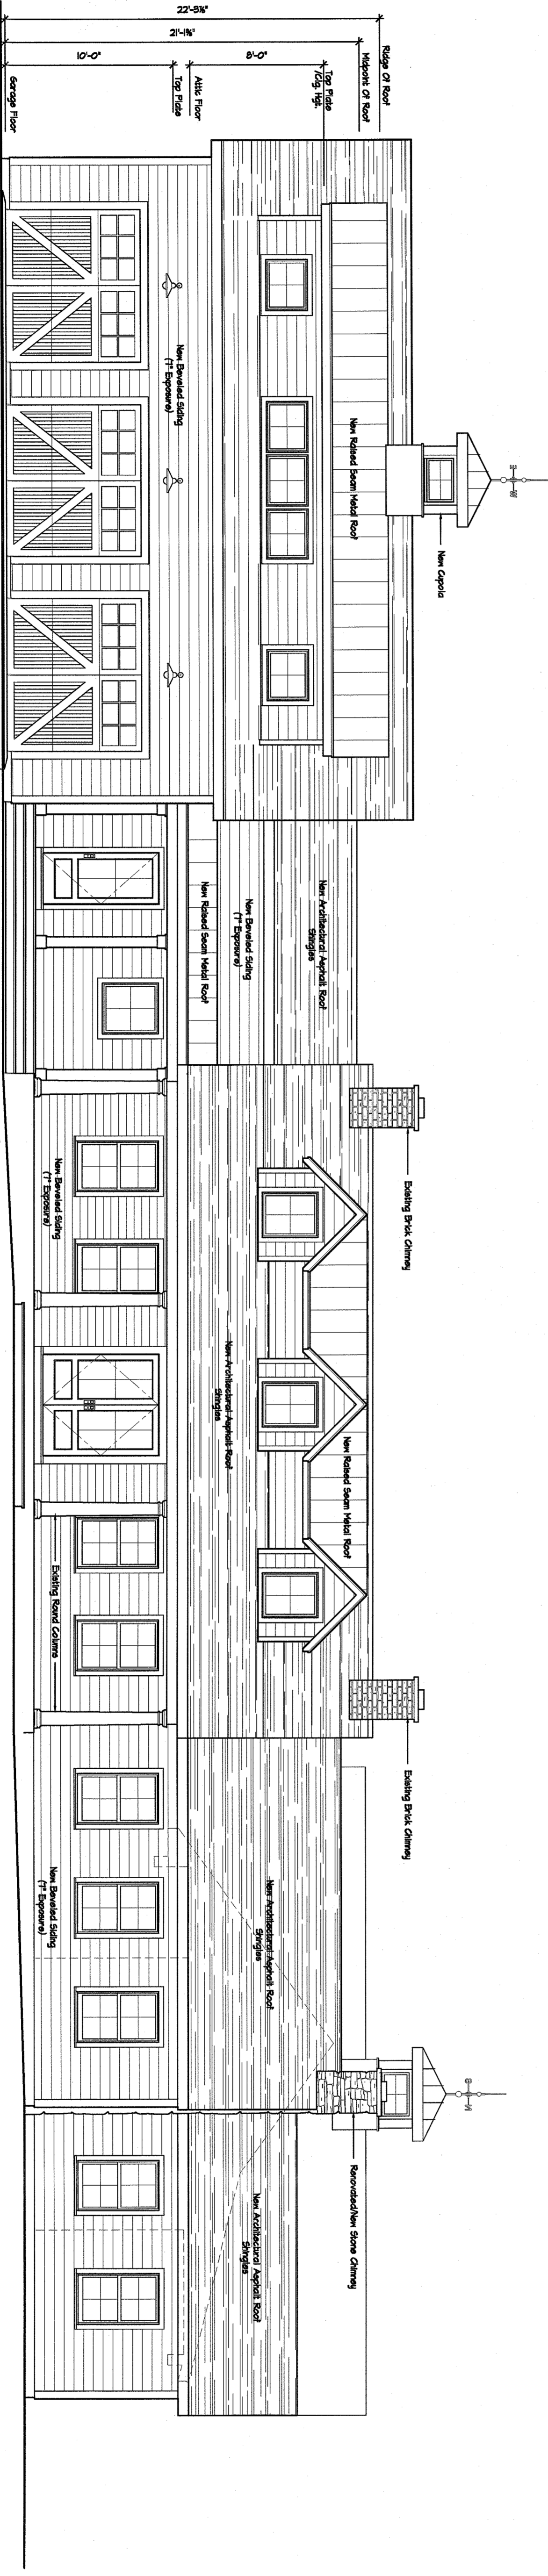 22'-5⅛"
21'-1⅜"
10'-0"
8'-0"
Ridge Of Roof
Midpoint Of Roof
Top Plate
/Clg. Hgt.
Attic Floor
Top Plate
Garage Floor
New Cupola
New Raised Seam Metal Roof
New Beveled Siding
(7" Exposure)
New Architectural Asphalt Roof
Shingles
New Beveled Siding
(7" Exposure)
New Raised Seam Metal Roof
Existing Brick Chimney
New Raised Seam Metal Roof
New Architectural Asphalt Roof
Shingles
New Beveled Siding
(7" Exposure)
Existing Round Columns
Existing Brick Chimney
New Architectural Asphalt Roof
Shingles
New Beveled Siding
(7" Exposure)
Renovated/New Stone Chimney
New Architectural Asphalt Roof
Shingles